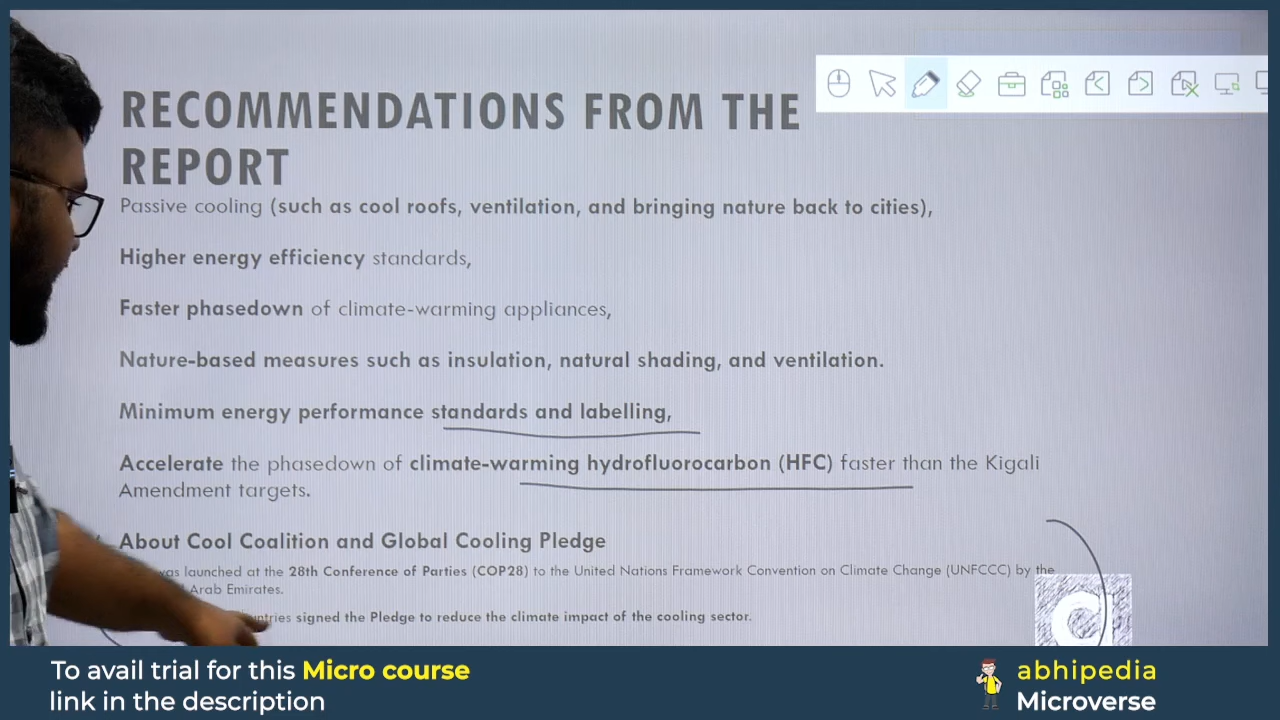 RECOMMENDATIONS FROM THE
REPORT
Passive cooling (such as cool roofs, ventilation, and bringing nature back to cities),
Higher energy efficiency standards,
Faster phasedown of climate-warming appliances,
Nature-based measures such as insulation, natural shading, and ventilation.
Minimum energy performance standards and labelling,
Accelerate the phasedown of climate-warming hydrofluorocarbon (HFC) faster than the Kigali
Amendment targets.
About Cool Coalition and Global Cooling Pledge
was launched at the 28th Conference of Parties (COP28) to the United Nations Framework Convention on Climate Change (UNFCCC) by the
Arab Emirates.
signed the Pledge to reduce the climate impact of the cooling sector.
To avail trial for this Micro course
link in the description
abhipedia
Microverse